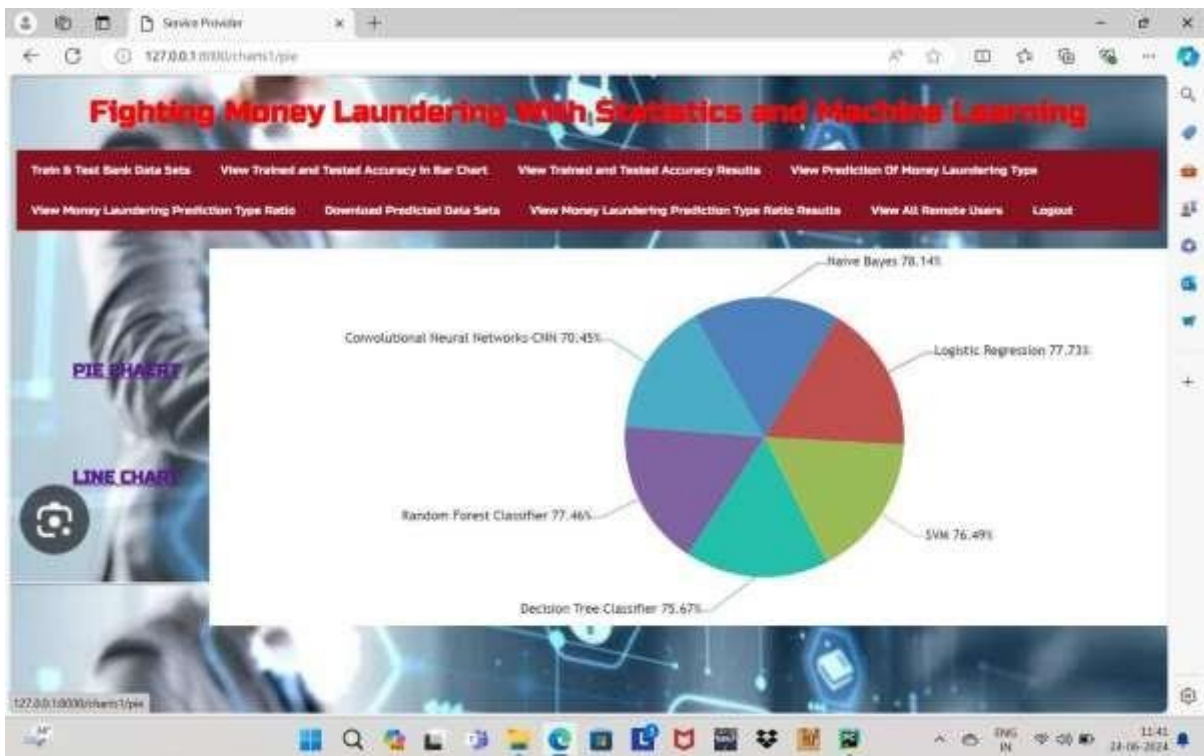 Service Provider
127.0.0.1:8000/charts1/pie
Fighting Money Laundering With Statistics and Machine Learning
Train & Test Bank Data Sets View Trained and Tested Accuracy in Bar Chart View Trained and Tested Accuracy Results View Prediction Of Money Laundering Type
View Money Laundering Prediction Type Ratio Download Predicted Data Sets View Money Laundering Prediction Type Ratio Results View All Remote Users Logout
Naive Bayes 78.14%
Convolutional Neural Networks-CNN 70.45%
Logistic Regression 77.73%
PIE CHAERT
LINE CHART
Random Forest Classifier 77.46%
SVM 76.49%
Decision Tree Classifier 75.67%
127.0.0.1:8000/charts1/pie
ENG
IN
11:41